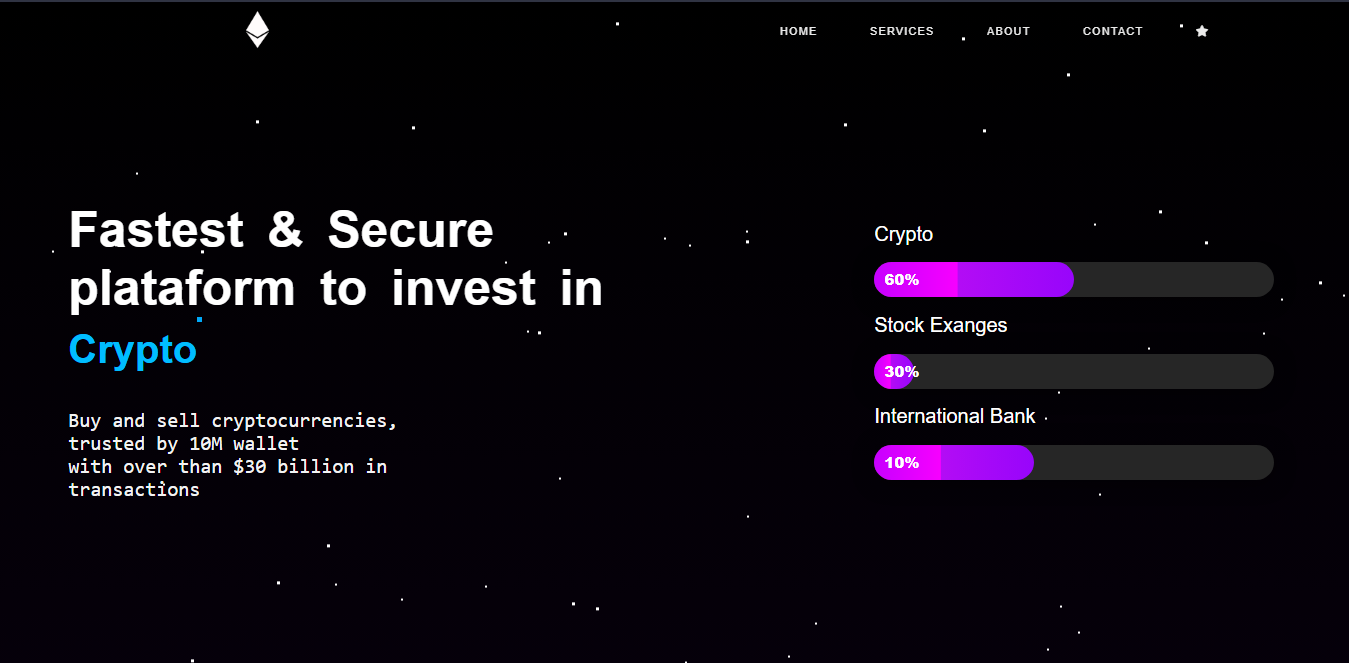 HOME SERVICES ABOUT CONTACT
Fastest & Secure
plataform to invest in
Crypto
Buy and sell cryptocurrencies,
trusted by 10M wallet
with over than $30 billion in
transactions
Crypto
60%
Stock Exanges
30%
International Bank
10%